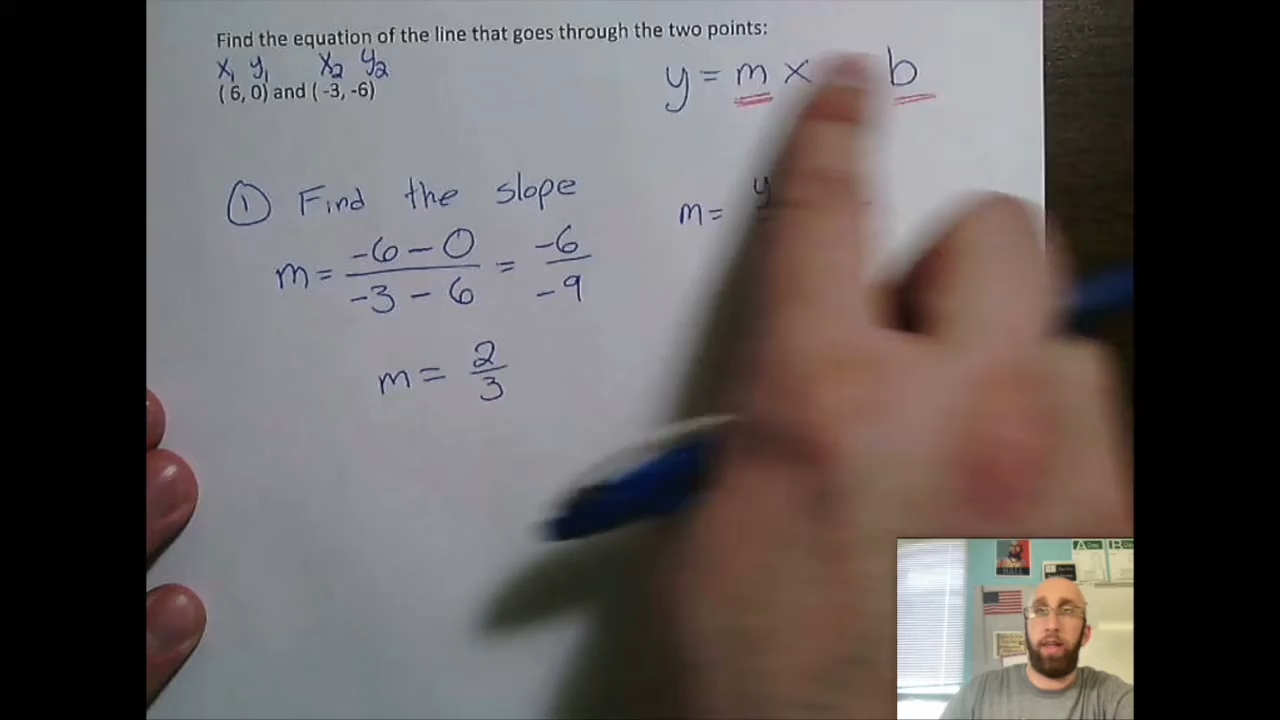 Find the equation of the line that goes through the two points:
x₁ y₁ x₂ y₂
( 6, 0) and ( -3, -6)
y = m x b
① Find the slope
m = -6 - 0 / -3 - 6 = -6 / -9
m = y
m = 2 / 3
A
B